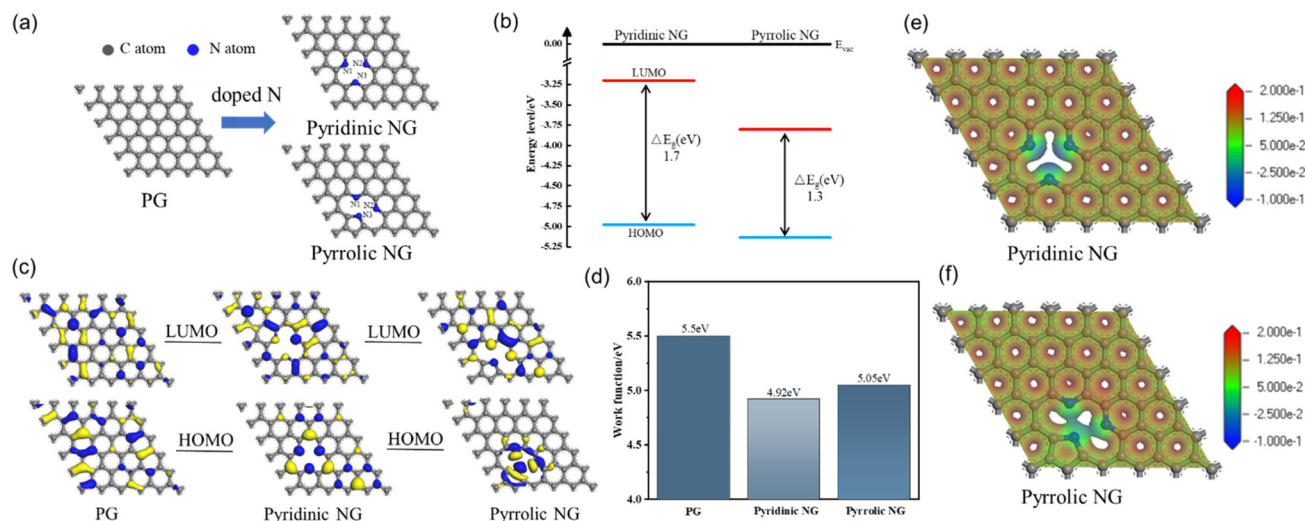 (a)
C atom
N atom
doped N
PG
N1
N2
N3
Pyridinic NG
N1
N2
N3
Pyrrolic NG
(b)
Energy level/eV
0.00
-3.25
-3.50
-3.75
-4.00
-4.25
-4.50
-4.75
-5.00
-5.25
Pyridinic NG
Pyrrolic NG
Evac
LUMO
△Eg(eV)
1.7
HOMO
△Eg(eV)
1.3
(c)
LUMO
LUMO
HOMO
HOMO
PG
Pyridinic NG
Pyrrolic NG
(d)
Work function/eV
6.0
5.5
5.0
4.5
4.0
5.5eV
4.92eV
5.05eV
PG
Pyridinic NG
Pyrrolic NG
(e)
2.000e-1
1.250e-1
5.000e-2
-2.500e-2
-1.000e-1
Pyridinic NG
(f)
2.000e-1
1.250e-1
5.000e-2
-2.500e-2
-1.000e-1
Pyrrolic NG